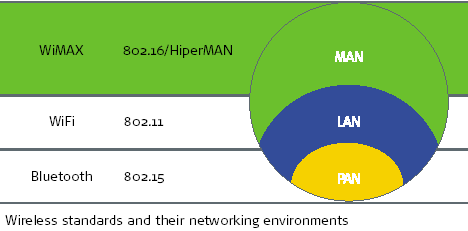 WiMAX 802.16/HiperMAN MAN
WiFi 802.11 LAN
Bluetooth 802.15 PAN
Wireless standards and their networking environments